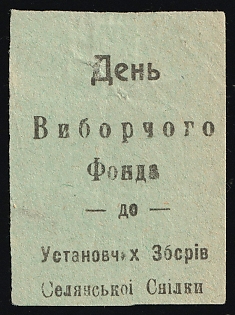 День
Виборчого
Фонда
— до —
Установчих Зборів
Селянської Спілки